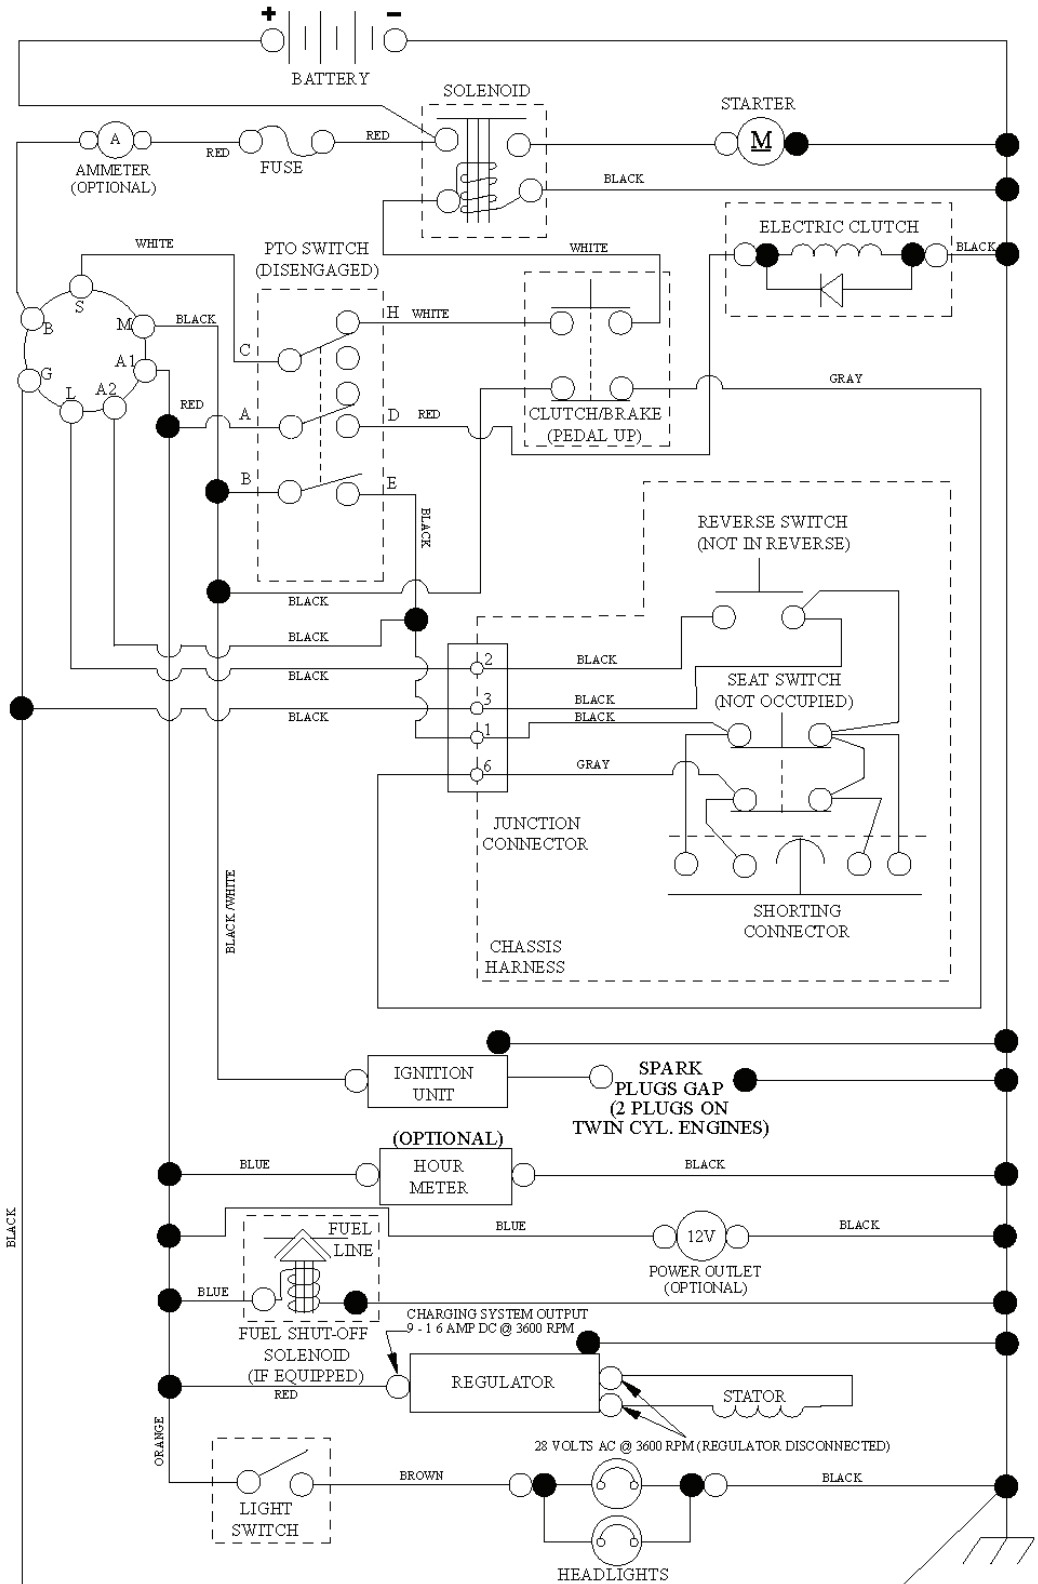 + -
BATTERY
SOLENOID
STARTER
A
RED
FUSE
RED
M
AMMETER
(OPTIONAL)
BLACK
WHITE
PTO SWITCH
(DISENGAGED)
WHITE
ELECTRIC CLUTCH
BLACK
S
B
M
BLACK
H
WHITE
C
A1
G
A2
L
GRAY
RED
A
D
RED
CLUTCH/BRAKE
(PEDAL UP)
B
E
BLACK
REVERSE SWITCH
(NOT IN REVERSE)
BLACK
BLACK
2
BLACK
BLACK
SEAT SWITCH
(NOT OCCUPIED)
3
BLACK
BLACK
BLACK
1
6
GRAY
JUNCTION
CONNECTOR
SHORTING
CONNECTOR
BLACK /WHITE
CHASSIS
HARNESS
IGNITION
UNIT
SPARK
PLUGS GAP
(2 PLUGS ON
TWIN CYL. ENGINES)
(OPTIONAL)
HOUR
METER
BLUE
BLACK
BLACK
FUEL
LINE
BLUE
12V
BLACK
POWER OUTLET
(OPTIONAL)
BLUE
CHARGING SYSTEM OUTPUT
9 - 1 6 AMP DC @ 3600 RPM
FUEL SHUT-OFF
SOLENOID
(IF EQUIPPED)
RED
REGULATOR
STATOR
ORANGE
28 VOLTS AC @ 3600 RPM (REGULATOR DISCONNECTED)
BROWN
BLACK
LIGHT
SWITCH
HEADLIGHTS